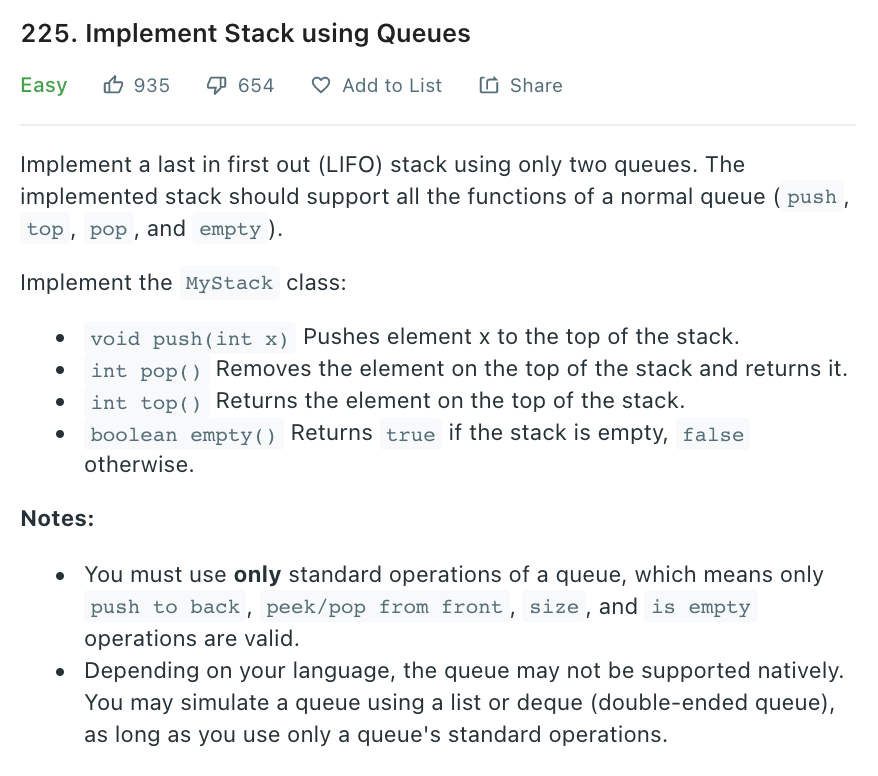 225. Implement Stack using Queues
Easy 935 654 Add to List Share
Implement a last in first out (LIFO) stack using only two queues. The
implemented stack should support all the functions of a normal queue ( push ,
top , pop , and empty ).
Implement the MyStack class:
• void push(int x) Pushes element x to the top of the stack.
• int pop() Removes the element on the top of the stack and returns it.
• int top() Returns the element on the top of the stack.
• boolean empty() Returns true if the stack is empty, false
otherwise.
Notes:
• You must use only standard operations of a queue, which means only
push to back , peek/pop from front , size , and is empty
operations are valid.
• Depending on your language, the queue may not be supported natively.
You may simulate a queue using a list or deque (double-ended queue),
as long as you use only a queue's standard operations.